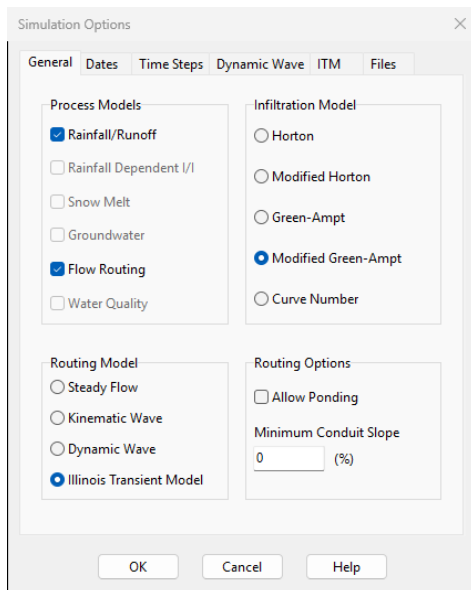 Simulation Options
General Dates Time Steps Dynamic Wave ITM Files
Process Models
Rainfall/Runoff
Rainfall Dependent I/I
Snow Melt
Groundwater
Flow Routing
Water Quality
Infiltration Model
Horton
Modified Horton
Green-Ampt
Modified Green-Ampt
Curve Number
Routing Model
Steady Flow
Kinematic Wave
Dynamic Wave
Illinois Transient Model
Routing Options
Allow Ponding
Minimum Conduit Slope
0 (%)
OK Cancel Help